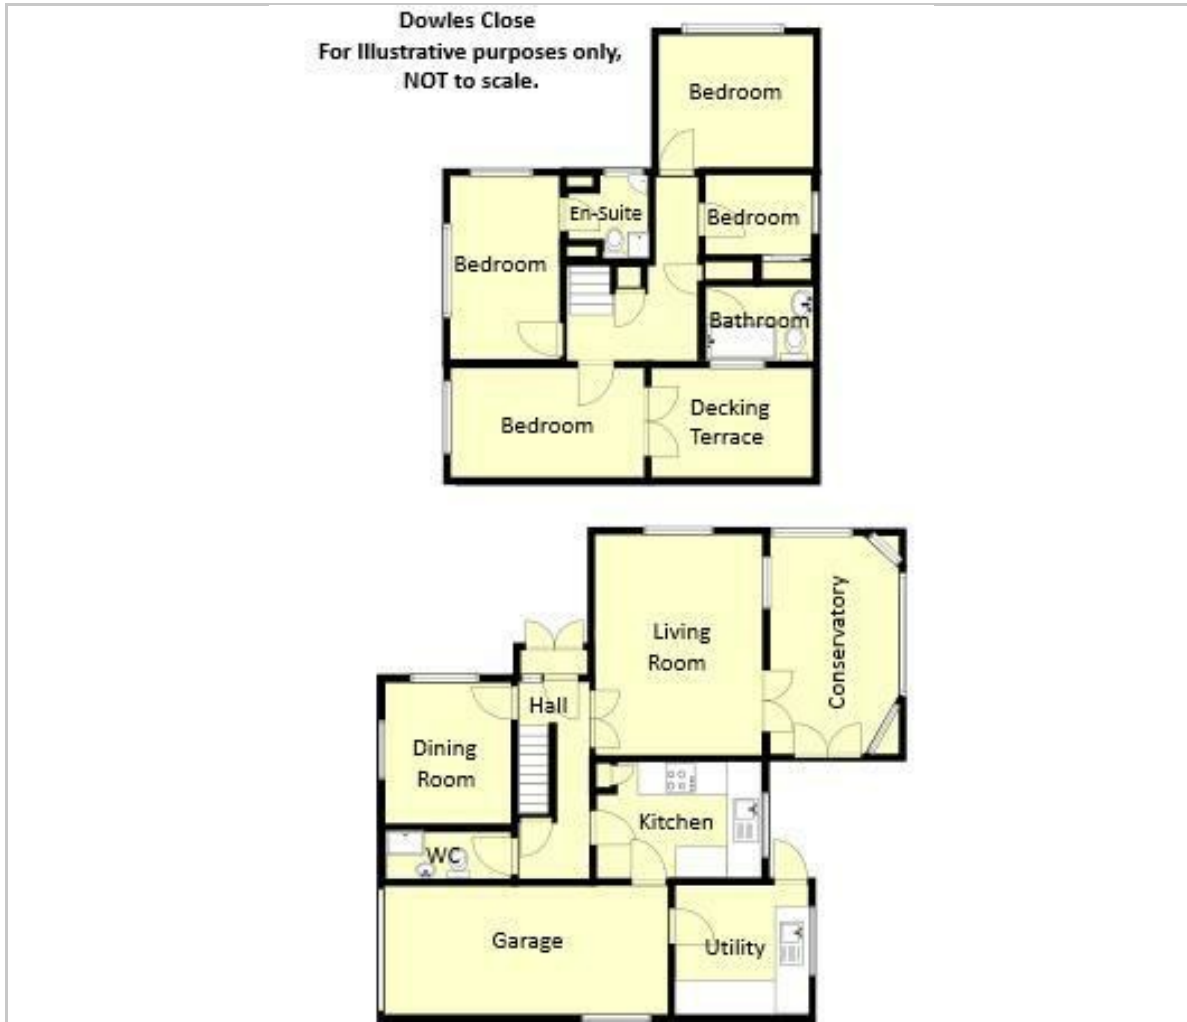 Dowles Close
For Illustrative purposes only,
NOT to scale.
Bedroom
En-Suite
Bedroom
Bedroom
Bathroom
Bedroom
Decking
Terrace
Living
Room
Conservatory
Hall
Dining
Room
Kitchen
WC
Garage
Utility